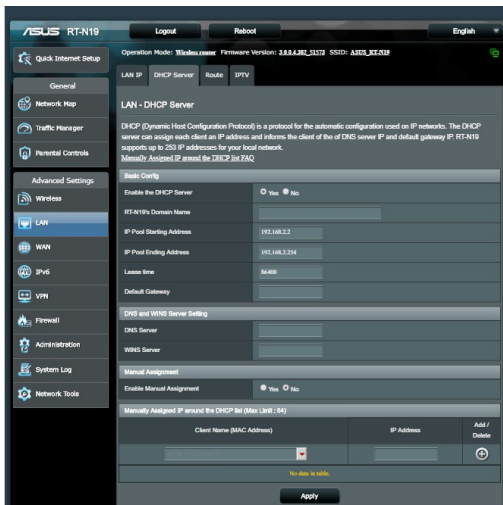 ASUS RT-N19
Logout
Reboot
English
Quick Internet Setup
Operation Mode: Wireless router Firmware Version: 3.0.0.4.382_51573 SSID: ASUS_RT-N19
General
Network Map
Traffic Manager
Parental Controls
Advanced Settings
Wireless
LAN
WAN
IPv6
VPN
Firewall
Administration
System Log
Network Tools
LAN IP
DHCP Server
Route
IPTV
LAN - DHCP Server
DHCP (Dynamic Host Configuration Protocol) is a protocol for the automatic configuration used on IP networks. The DHCP
server can assign each client an IP address and informs the client of the of DNS server IP and default gateway IP. RT-N19
supports up to 253 IP addresses for your local network.
Manually Assigned IP around the DHCP list FAQ
Basic Config
Enable the DHCP Server
Yes No
RT-N19's Domain Name
IP Pool Starting Address
192.168.2.2
IP Pool Ending Address
192.168.2.254
Lease time
86400
Default Gateway
DNS and WINS Server Setting
DNS Server
WINS Server
Manual Assignment
Enable Manual Assignment
Yes No
Manually Assigned IP around the DHCP list (Max Limit : 64)
Client Name (MAC Address)
IP Address
Add /
Delete
No data in table.
Apply